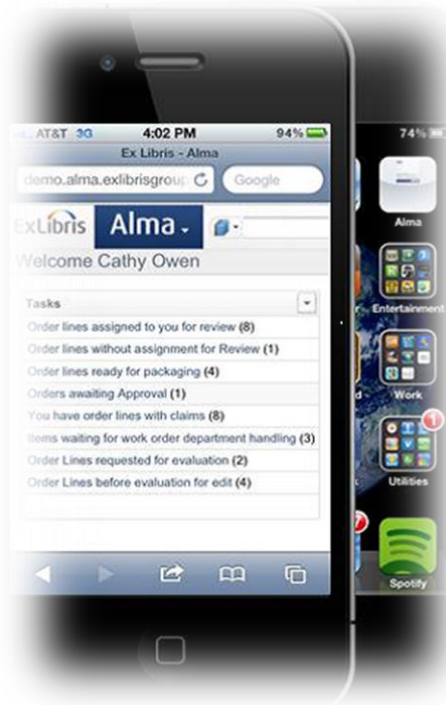 AT&T 3G 4:02 PM 94%
Ex Libris - Alma
demo.alma.exlibrisgroup Google
ExLibris Alma
Welcome Cathy Owen
Tasks
Order lines assigned to you for review (8)
Order lines without assignment for Review (1)
Order lines ready for packaging (4)
Orders awaiting Approval (1)
You have order lines with claims (8)
Items waiting for work order department handling (3)
Order Lines requested for evaluation (2)
Order Lines before evaluation for edit (4)
74%
Alma
Entertainment
Work
1
Utilities
Spotify